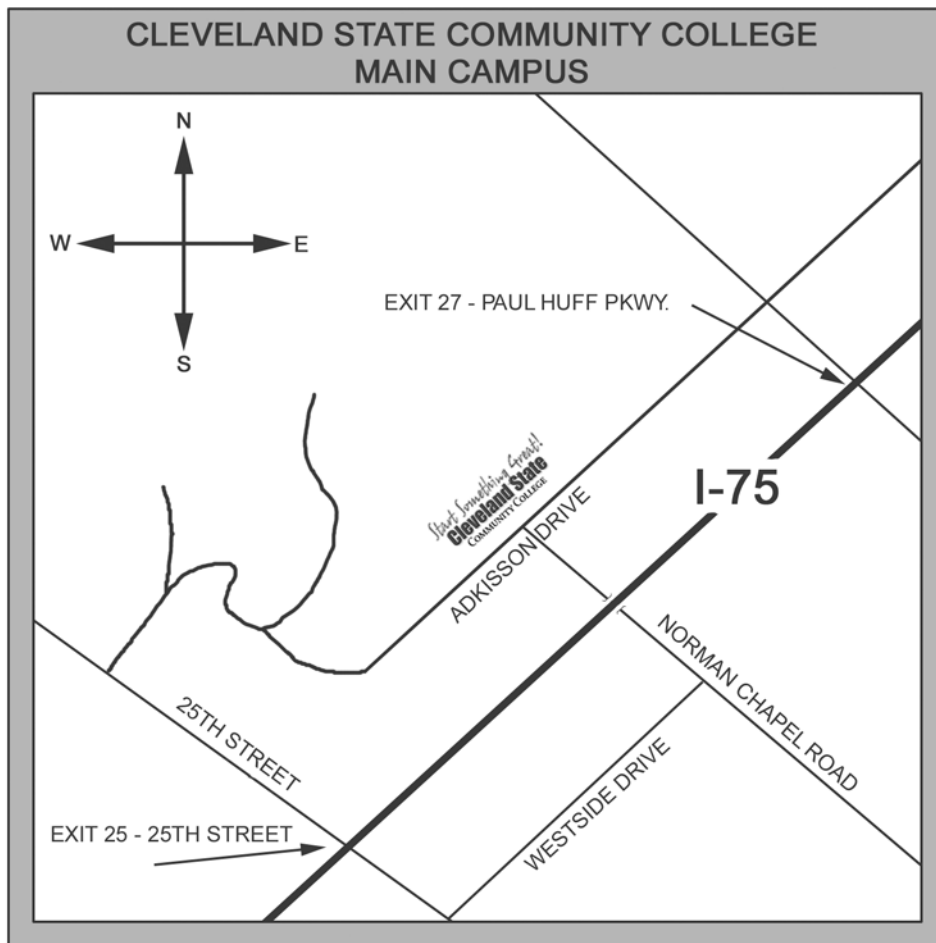 CLEVELAND STATE COMMUNITY COLLEGE
MAIN CAMPUS
N
W
E
S
EXIT 27 - PAUL HUFF PKWY.
I-75
Start Something Great!
Cleveland State
COMMUNITY COLLEGE
ADKISSON DRIVE
NORMAN CHAPEL ROAD
25TH STREET
WESTSIDE DRIVE
EXIT 25 - 25TH STREET